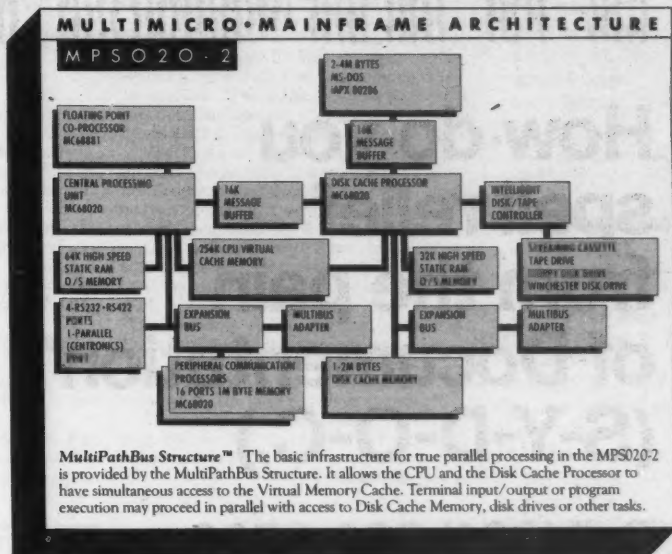 MULTIMICRO•MAINFRAME ARCHITECTURE
MPS020-2
2-4M BYTES
MS-DOS
iAPX 80286
FLOATING POINT
CO-PROCESSOR
MC68881
16K
MESSAGE
BUFFER
CENTRAL PROCESSING
UNIT
MC68020
16K
MESSAGE
BUFFER
DISK CACHE PROCESSOR
MC68020
INTELLIGENT
DISK/TAPE
CONTROLLER
64K HIGH SPEED
STATIC RAM
O/S MEMORY
256K CPU VIRTUAL
CACHE MEMORY
32K HIGH SPEED
STATIC RAM
O/S MEMORY
STREAMING CASSETTE
TAPE DRIVE
FLOPPY DISK DRIVE
WINCHESTER DISK DRIVE
4-RS232•RS422
PORTS
1-PARALLEL
(CENTRONICS)
PORT
EXPANSION
BUS
MULTIBUS
ADAPTER
EXPANSION
BUS
MULTIBUS
ADAPTER
PERIPHERAL COMMUNICATION
PROCESSORS
16 PORTS 1M BYTE MEMORY
MC68020
1-2M BYTES
DISK CACHE MEMORY
MultiPathBus Structure™ The basic infrastructure for true parallel processing in the MPS020-2
is provided by the MultiPathBus Structure. It allows the CPU and the Disk Cache Processor to
have simultaneous access to the Virtual Memory Cache. Terminal input/output or program
execution may proceed in parallel with access to Disk Cache Memory, disk drives or other tasks.